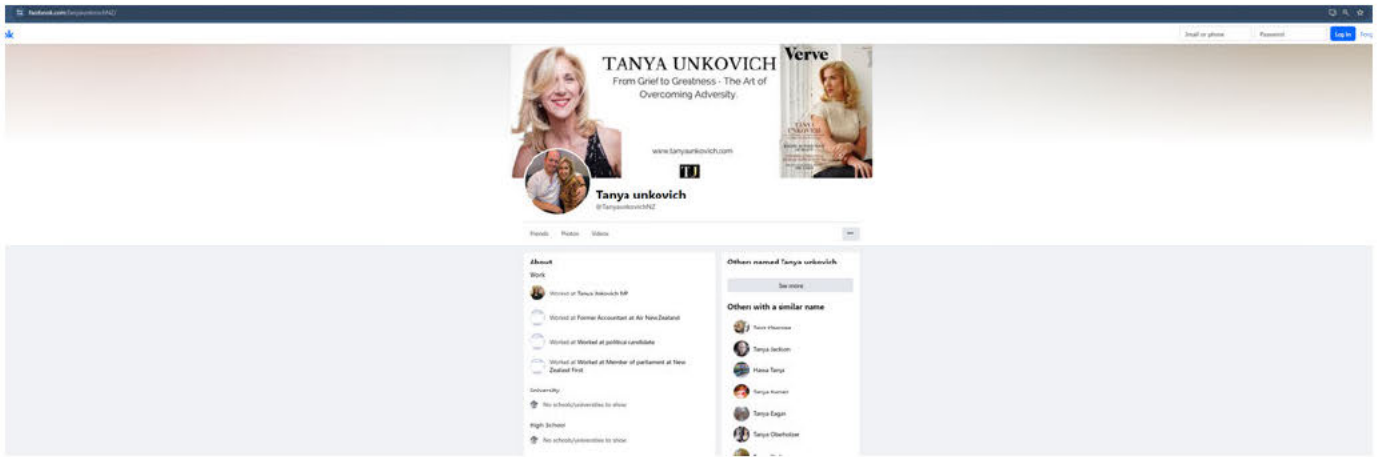 facebook.com/TanyaunkovichNZ/
Email or phone
Password
Log In
TANYA UNKOVICH
From Grief to Greatness - The Art of
Overcoming Adversity.
www.tanyaunkovich.com
Verve
TANYA
UNKOVICH
Tanya unkovich
@TanyaunkovichNZ
Friends Photos Videos
About
Work
Worked at Tanya Unkovich MP
Worked at Former Accountant at Air New Zealand
Worked at Worked at political candidate
Worked at Worked at Member of parliament at New
Zealand First
University
No schools/universities to show
High School
No schools/universities to show
Others named Tanya unkovich
See more
Others with a similar name
Tanya Jackson
Hawa Tanya
Tanya Kumari
Tanya Eagan
Tanya Oberholzer